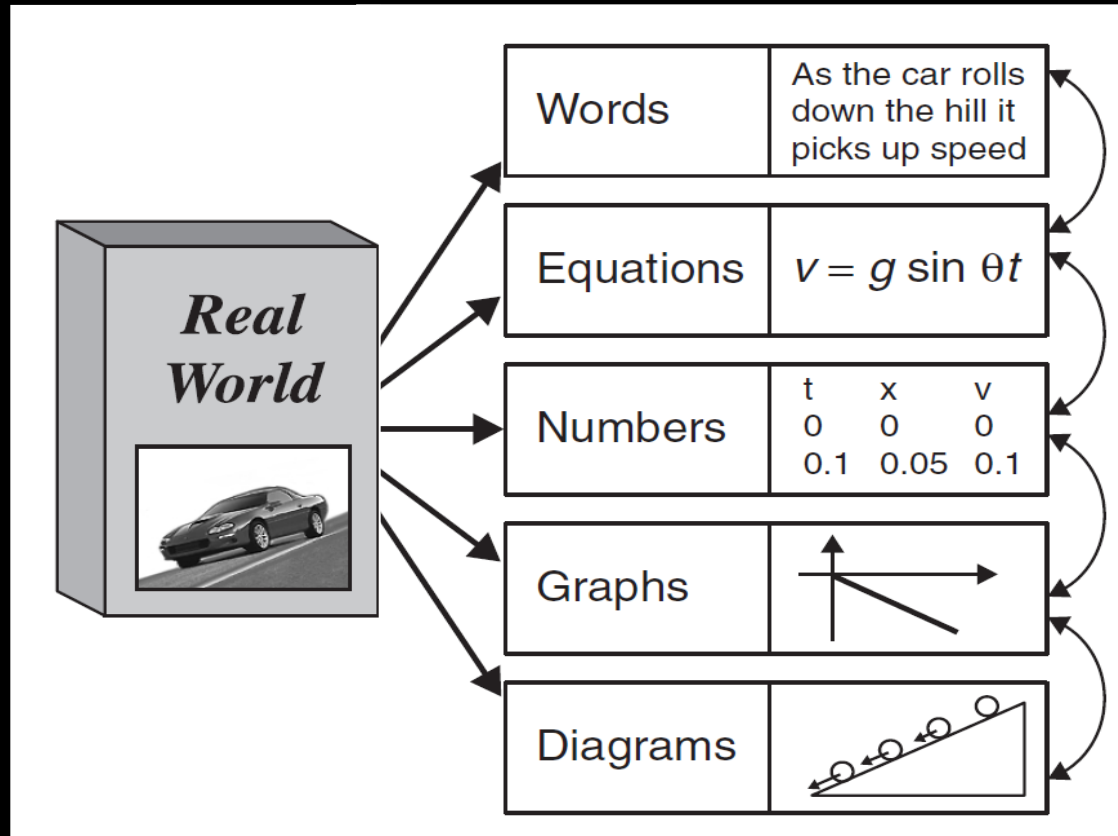 Real
World
Words
As the car rolls
down the hill it
picks up speed
Equations
v = g sin θt
Numbers
t x v
0 0 0
0.1 0.05 0.1
Graphs
Diagrams